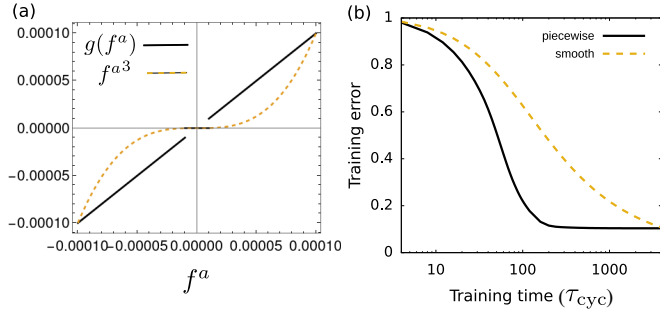 (a)
g(f^a)
f^{a3}
0.00010
0.00005
0.00000
−0.00005
−0.00010
−0.00010 −0.00005 0.00000 0.00005 0.00010
f^a
(b)
piecewise
smooth
1
0.8
0.6
0.4
0.2
0
Training error
10 100 1000
Training time (τ_cyc)